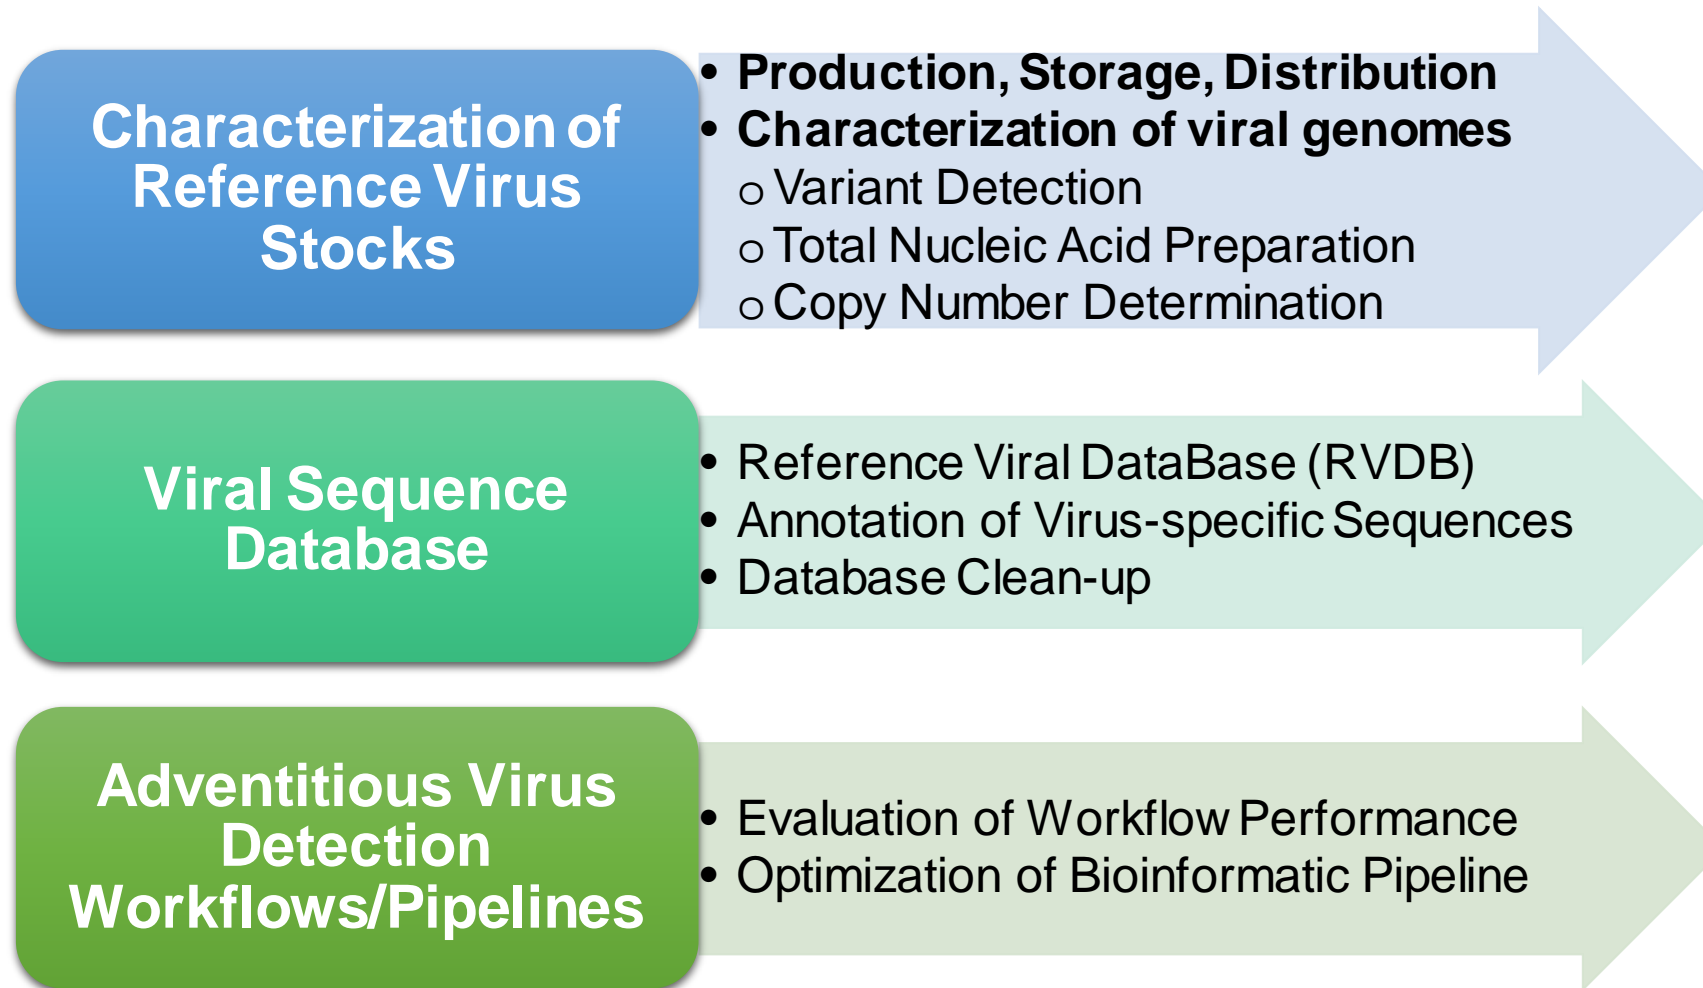 Characterization of
Reference Virus
Stocks
• Production, Storage, Distribution
• Characterization of viral genomes
o Variant Detection
o Total Nucleic Acid Preparation
o Copy Number Determination
Viral Sequence
Database
• Reference Viral DataBase (RVDB)
• Annotation of Virus-specific Sequences
• Database Clean-up
Adventitious Virus
Detection
Workflows/Pipelines
• Evaluation of Workflow Performance
• Optimization of Bioinformatic Pipeline